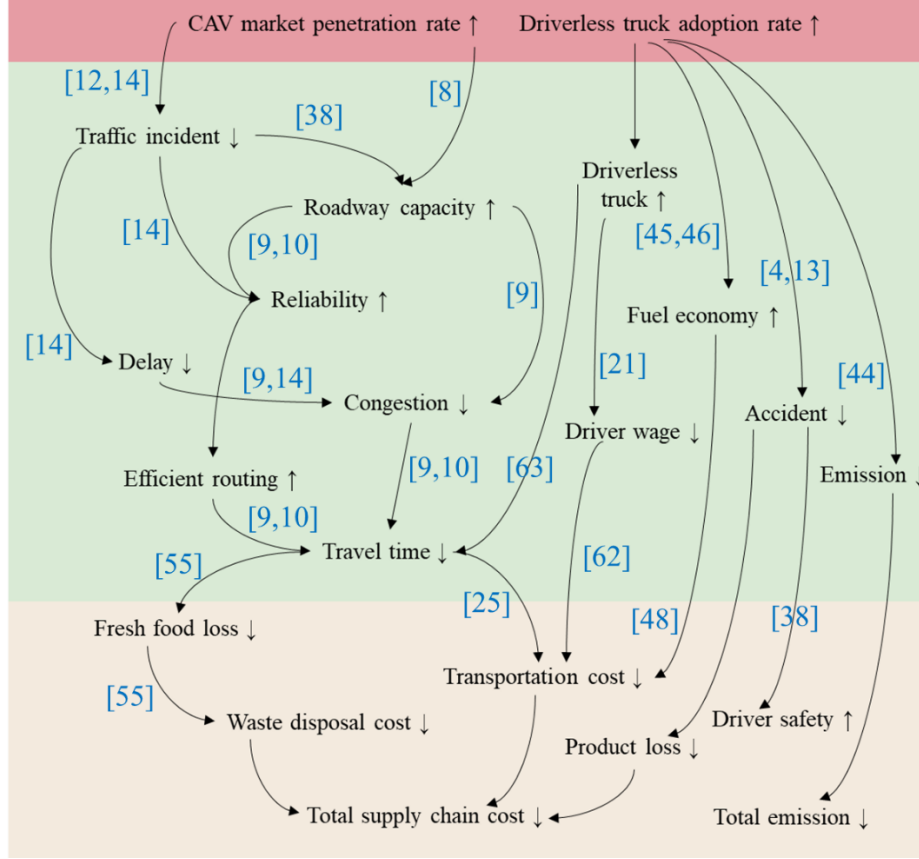 CAV market penetration rate ↑
Driverless truck adoption rate ↑
[12,14]
[8]
[38]
Traffic incident ↓
Driverless
truck ↑
Roadway capacity ↑
[14]
[9,10]
[45,46]
[4,13]
[9]
Reliability ↑
Fuel economy ↑
[14]
Delay ↓
[9,14]
[21]
[44]
Congestion ↓
Accident ↓
Driver wage ↓
[9,10]
[63]
Efficient routing ↑
Emission ↓
[9,10]
Travel time ↓
[55]
[62]
[25]
[48]
[38]
Fresh food loss ↓
Transportation cost ↓
[55]
Waste disposal cost ↓
Driver safety ↑
Product loss ↓
Total supply chain cost ↓
Total emission ↓